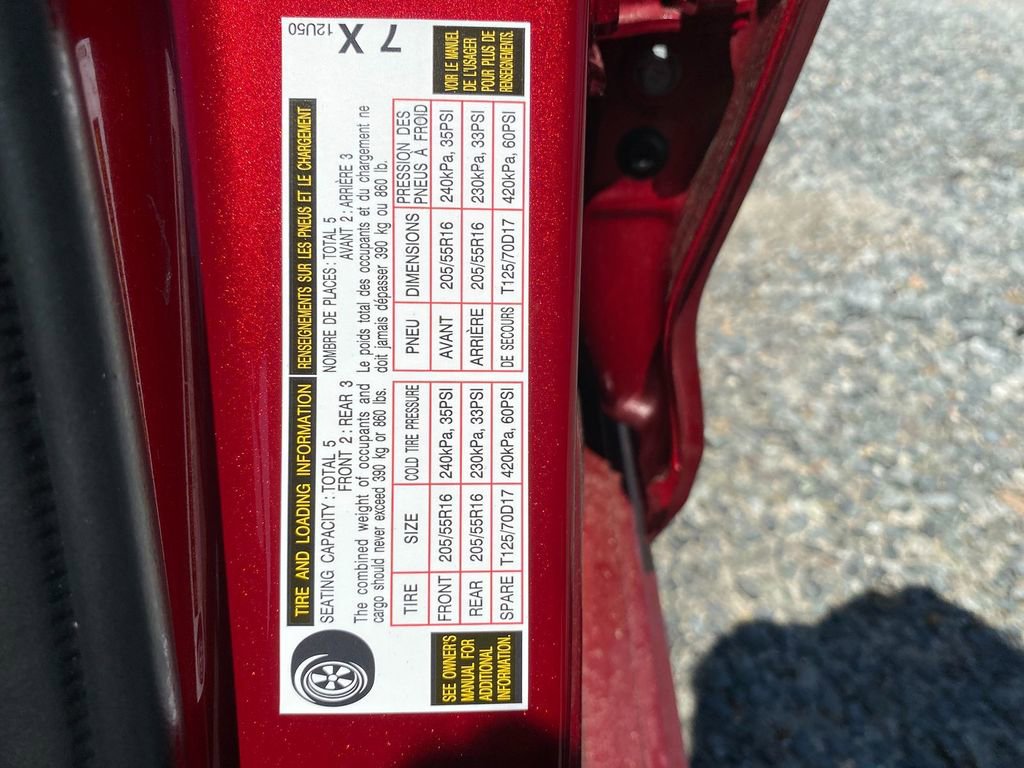 TIRE AND LOADING INFORMATION
SEATING CAPACITY : TOTAL 5
FRONT 2 : REAR 3
The combined weight of occupants and
cargo should never exceed 390 kg or 860 lbs.
TIRE SIZE COLD TIRE PRESSURE
FRONT 205/55R16 240kPa, 35PSI
REAR 205/55R16 230kPa, 33PSI
SPARE T125/70D17 420kPa, 60PSI
SEE OWNER'S
MANUAL FOR
ADDITIONAL
INFORMATION.
RENSEIGNEMENTS SUR LES PNEUS ET LE CHARGEMENT
NOMBRE DE PLACES : TOTAL 5
AVANT 2 : ARRIÈRE 3
Le poids total des occupants et du chargement ne
doit jamais dépasser 390 kg ou 860 lb.
PNEU DIMENSIONS PRESSION DES
PNEUS À FROID
AVANT 205/55R16 240kPa, 35PSI
ARRIÈRE 205/55R16 230kPa, 33PSI
DE SECOURS T125/70D17 420kPa, 60PSI
VOIR LE MANUEL
DE L'USAGER
POUR PLUS DE
RENSEIGNEMENTS.
12U50
7 X